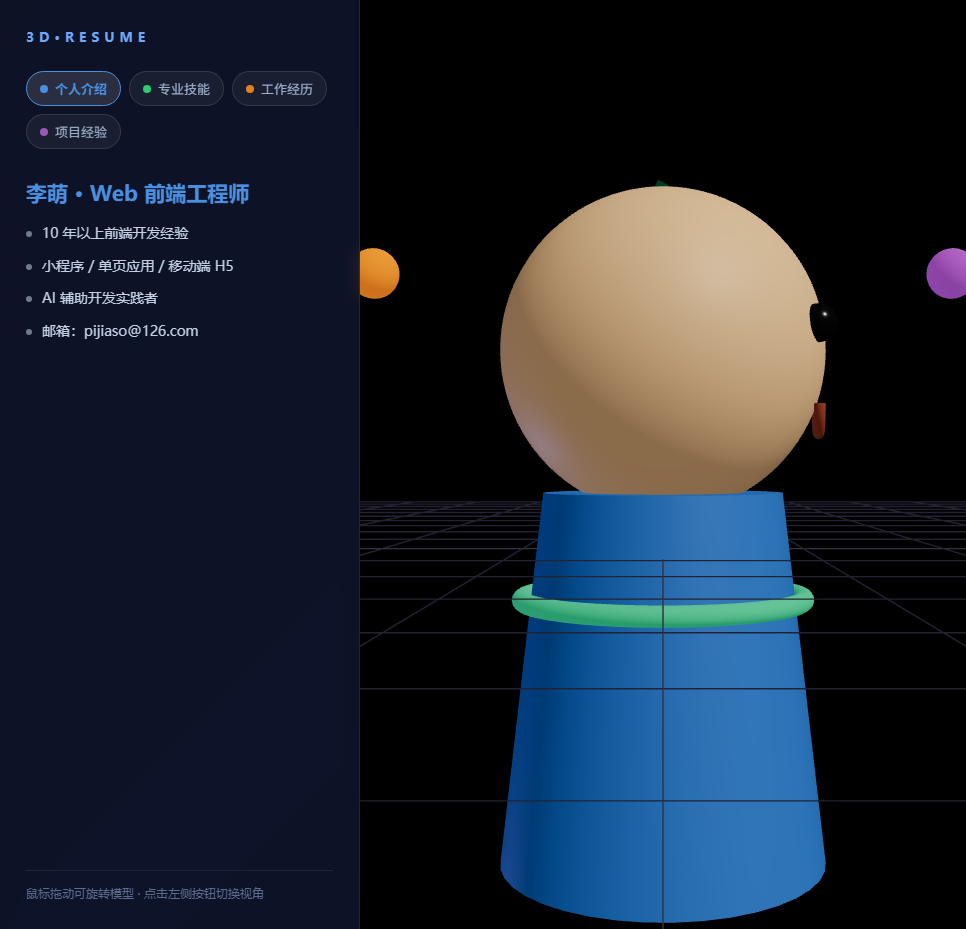 3D•RESUME
个人介绍
专业技能
工作经历
项目经验
李萌 • Web 前端工程师
10 年以上前端开发经验
小程序 / 单页应用 / 移动端 H5
AI 辅助开发实践者
邮箱：pijiaso@126.com
鼠标拖动可旋转模型 · 点击左侧按钮切换视角